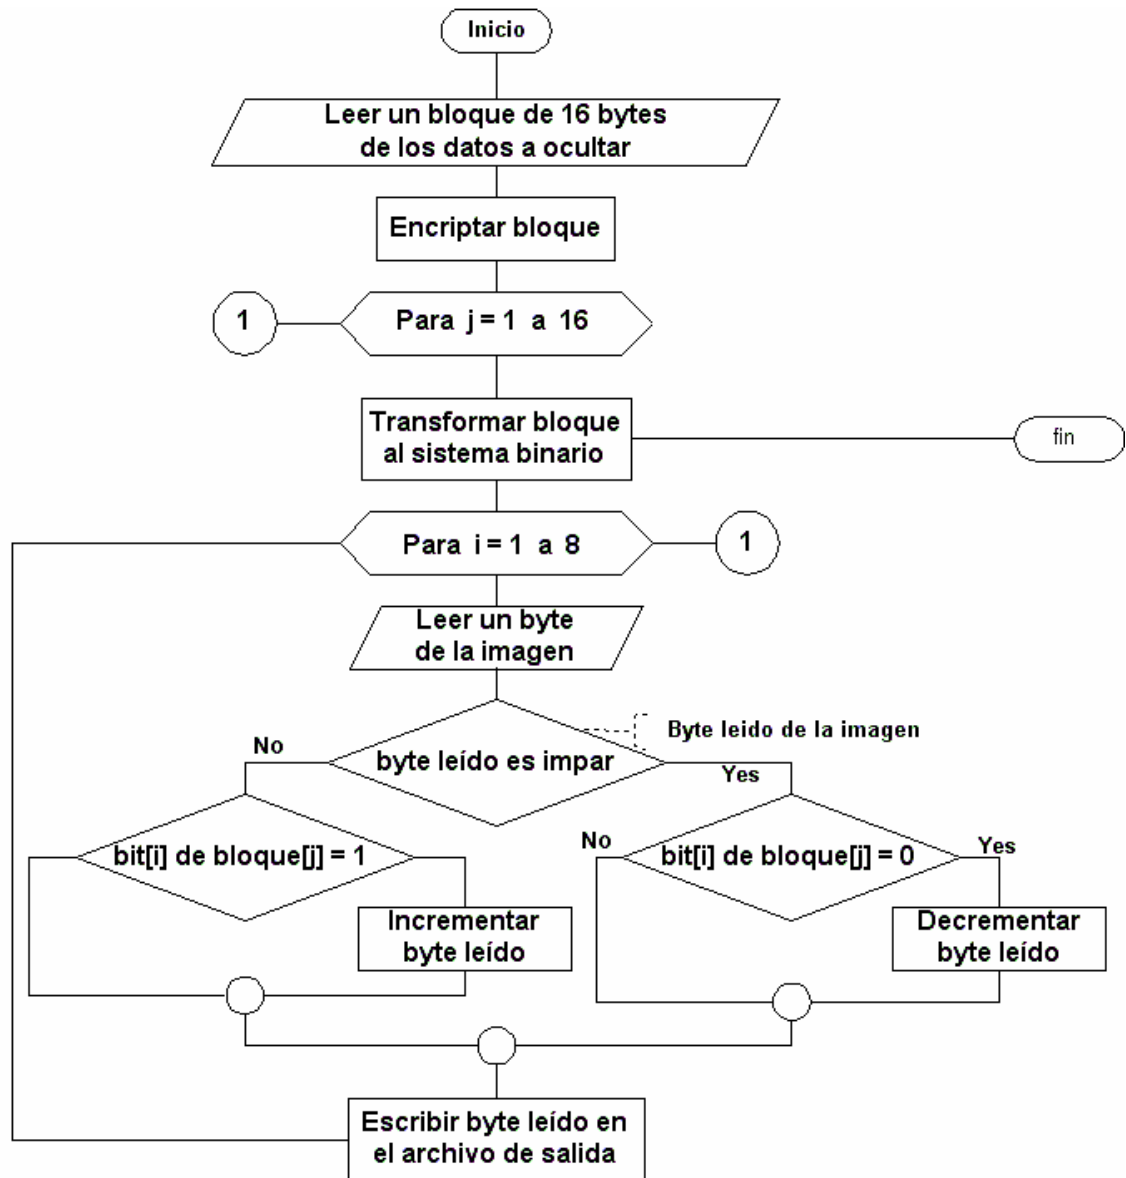 Inicio
Leer un bloque de 16 bytes
de los datos a ocultar
Encriptar bloque
1
Para j = 1 a 16
Transformar bloque
al sistema binario
fin
Para i = 1 a 8
1
Leer un byte
de la imagen
Byte leido de la imagen
No
byte leído es impar
Yes
bit[i] de bloque[j] = 1
No
bit[i] de bloque[j] = 0
Yes
Incrementar
byte leído
Decrementar
byte leído
Escribir byte leído en
el archivo de salida